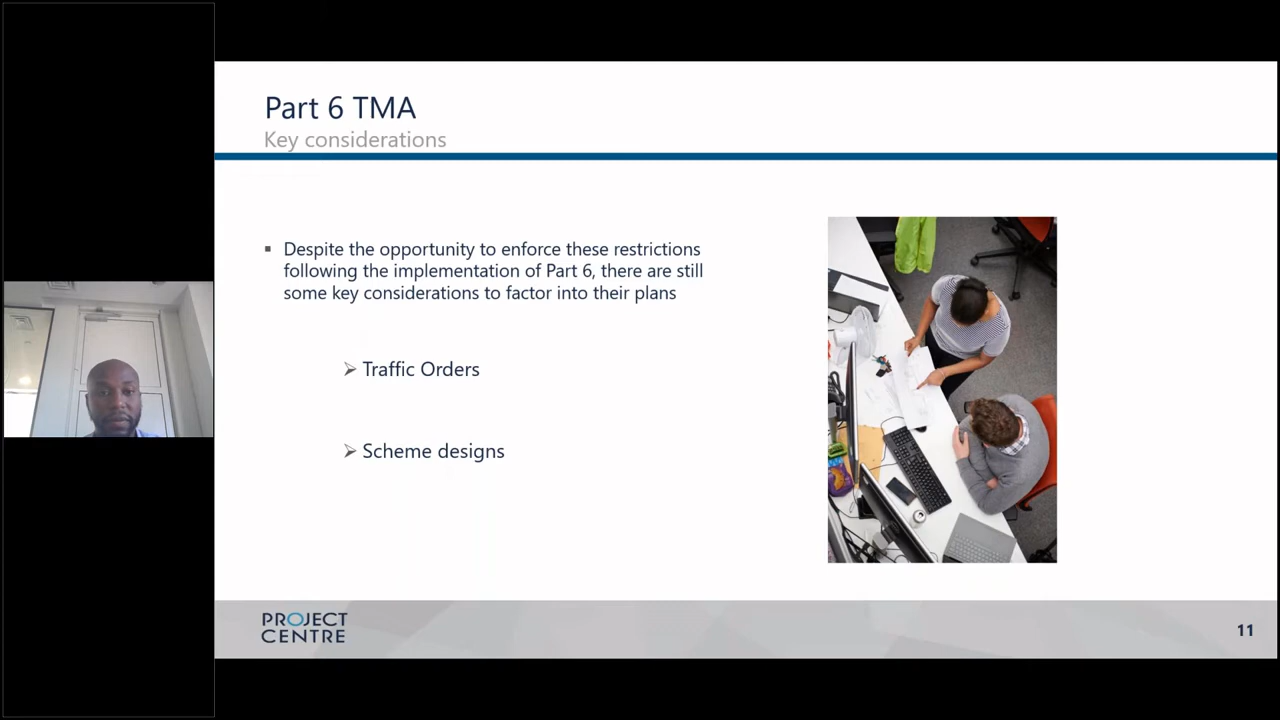 Part 6 TMA
Key considerations
▪ Despite the opportunity to enforce these restrictions
following the implementation of Part 6, there are still
some key considerations to factor into their plans
➢ Traffic Orders
➢ Scheme designs
PROJECT
CENTRE
11